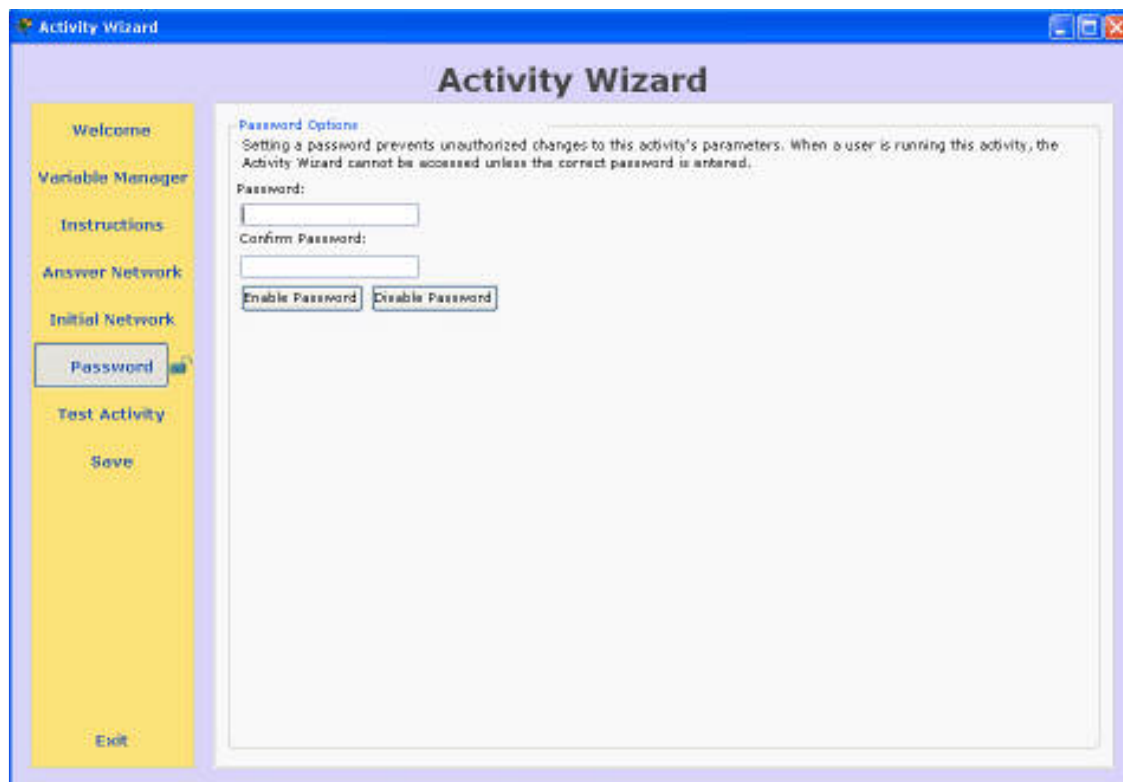 Activity Wizard
Activity Wizard
Welcome
Variable Manager
Instructions
Answer Network
Initial Network
Password
Test Activity
Save
Exit
Password Options
Setting a password prevents unauthorized changes to this activity's parameters. When a user is running this activity, the
Activity Wizard cannot be accessed unless the correct password is entered.
Password:
Confirm Password:
Enable Password Disable Password